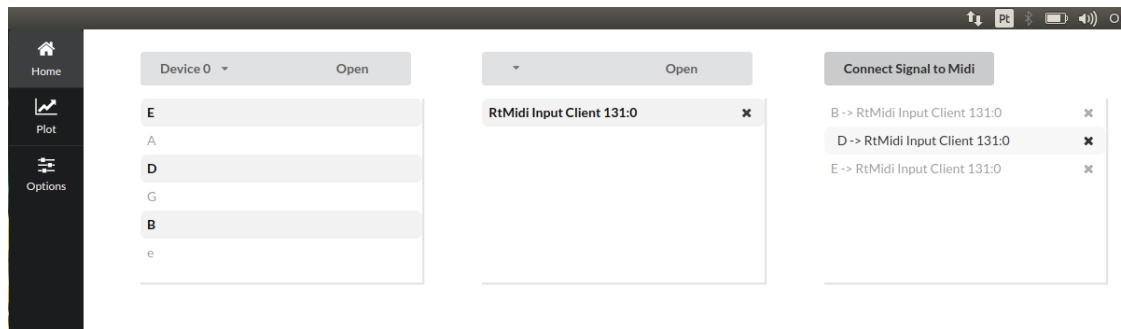 Pt O
Home
Plot
Options
Device 0 Open
E
A
D
G
B
e
Open
RtMidi Input Client 131:0
Connect Signal to Midi
B -> RtMidi Input Client 131:0
D -> RtMidi Input Client 131:0
E -> RtMidi Input Client 131:0